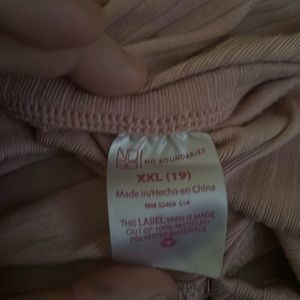 NO BOUNDARIES
XXL (19)
Made in/Hecho en China
RN# 52469 S14
THIS LABEL YARN IS MADE
OUT OF 100% RECYCLED
POLYESTER MATERIALS